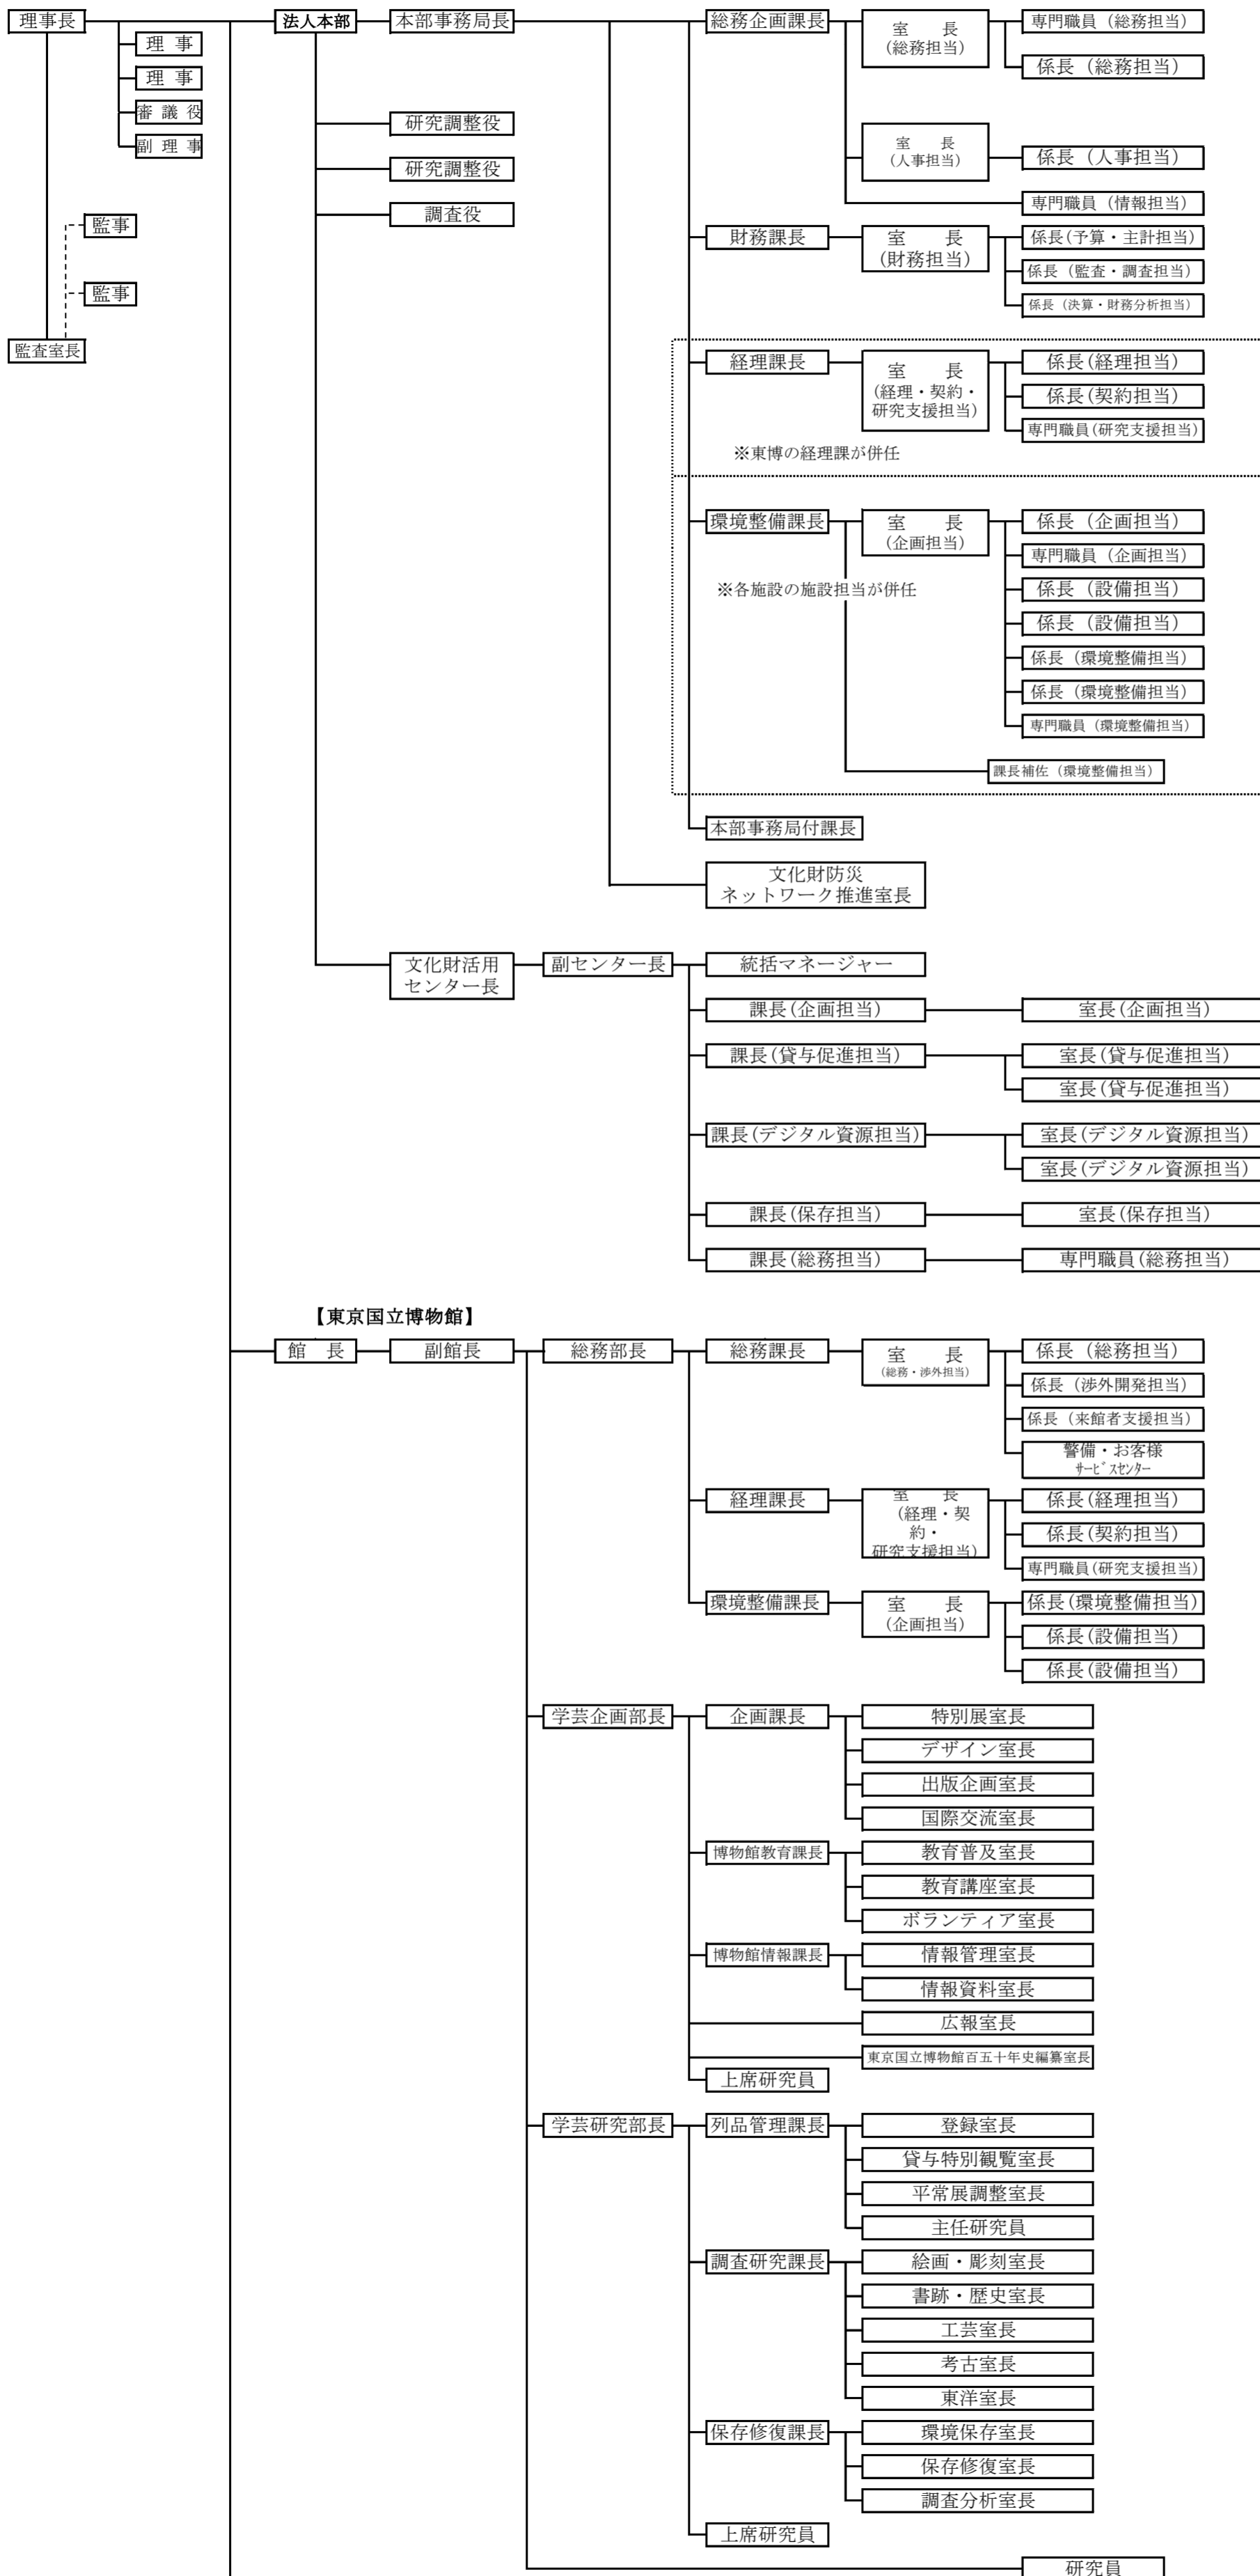 理事長
法人本部
本部事務局長
総務企画課長
室　　長
(総務担当)
専門職員（総務担当）
理 事
係長（総務担当）
理 事
審 議 役
研究調整役
室　　長
(人事担当)
副 理 事
係長（人事担当）
研究調整役
専門職員（情報担当）
調査役
監事
財務課長
室　　長
(財務担当)
係長(予算・主計担当)
係長（監査・調査担当）
監事
係長（決算・財務分析担当）
監査室長
経理課長
室　　長
(経理・契約・
研究支援担当)
係長(経理担当)
係長(契約担当)
専門職員(研究支援担当)
※東博の経理課が併任
環境整備課長
室　　長
(企画担当)
係長（企画担当）
専門職員（企画担当）
※各施設の施設担当が併任
係長（設備担当）
係長（設備担当）
係長（環境整備担当）
係長（環境整備担当）
専門職員（環境整備担当）
課長補佐（環境整備担当）
本部事務局付課長
文化財防災
ネットワーク推進室長
文化財活用
センター長
副センター長
統括マネージャー
課長(企画担当)
室長(企画担当)
課長(貸与促進担当)
室長(貸与促進担当)
室長(貸与促進担当)
課長(デジタル資源担当)
室長(デジタル資源担当)
室長(デジタル資源担当)
課長(保存担当)
室長(保存担当)
課長(総務担当)
専門職員(総務担当)
【東京国立博物館】
館　長
副館長
総務部長
総務課長
室　　長
(総務・渉外担当)
係長（総務担当）
係長（渉外開発担当）
係長（来館者支援担当）
警備・お客様
ｻｰﾋﾞｽｾﾝﾀｰ
経理課長
室　　長
(経理・契
約・
研究支援担当)
係長(経理担当)
係長(契約担当)
専門職員(研究支援担当)
環境整備課長
室　　長
(企画担当)
係長(環境整備担当)
係長(設備担当)
係長(設備担当)
学芸企画部長
企画課長
特別展室長
デザイン室長
出版企画室長
国際交流室長
博物館教育課長
教育普及室長
教育講座室長
ボランティア室長
博物館情報課長
情報管理室長
情報資料室長
広報室長
東京国立博物館百五十年史編纂室長
上席研究員
学芸研究部長
列品管理課長
登録室長
貸与特別観覧室長
平常展調整室長
主任研究員
調査研究課長
絵画・彫刻室長
書跡・歴史室長
工芸室長
考古室長
東洋室長
保存修復課長
環境保存室長
保存修復室長
調査分析室長
上席研究員
研究員